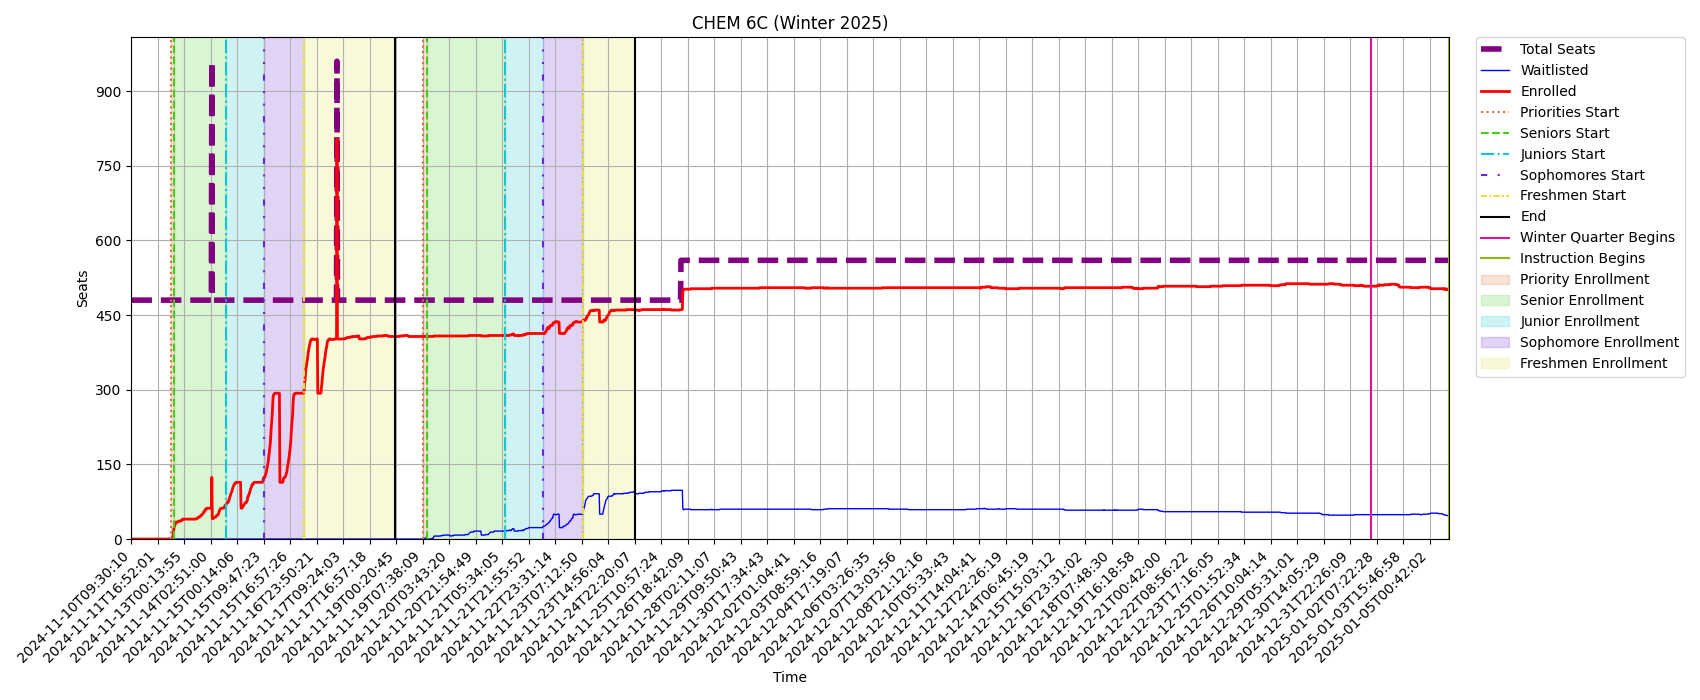 CHEM 6C (Winter 2025)
Seats
900
750
600
450
300
150
0
2024-11-10T09:30:10
2024-11-11T16:52:01
2024-11-13T00:13:55
2024-11-14T02:51:00
2024-11-15T00:14:06
2024-11-15T09:47:23
2024-11-15T16:57:26
2024-11-16T23:50:21
2024-11-17T09:24:03
2024-11-17T16:57:18
2024-11-19T00:20:45
2024-11-19T07:38:09
2024-11-20T03:43:20
2024-11-20T21:54:49
2024-11-21T05:34:05
2024-11-21T21:55:52
2024-11-22T23:31:14
2024-11-23T07:12:50
2024-11-23T14:56:04
2024-11-24T22:20:07
2024-11-25T10:57:24
2024-11-26T18:42:09
2024-11-28T02:11:07
2024-11-29T09:50:43
2024-11-30T17:34:43
2024-12-02T01:04:41
2024-12-03T08:59:16
2024-12-04T17:19:07
2024-12-06T03:26:35
2024-12-07T13:03:56
2024-12-08T21:12:16
2024-12-10T05:33:43
2024-12-11T14:04:41
2024-12-12T22:26:19
2024-12-14T06:45:19
2024-12-15T15:03:12
2024-12-16T23:31:02
2024-12-18T07:48:30
2024-12-19T16:18:58
2024-12-21T00:42:00
2024-12-22T08:56:22
2024-12-23T17:16:05
2024-12-25T01:52:34
2024-12-26T10:04:14
2024-12-29T05:31:01
2024-12-30T14:05:29
2024-12-31T22:26:09
2025-01-02T07:22:28
2025-01-03T15:46:58
2025-01-05T00:42:02
Time
Total Seats
Waitlisted
Enrolled
Priorities Start
Seniors Start
Juniors Start
Sophomores Start
Freshmen Start
End
Winter Quarter Begins
Instruction Begins
Priority Enrollment
Senior Enrollment
Junior Enrollment
Sophomore Enrollment
Freshmen Enrollment